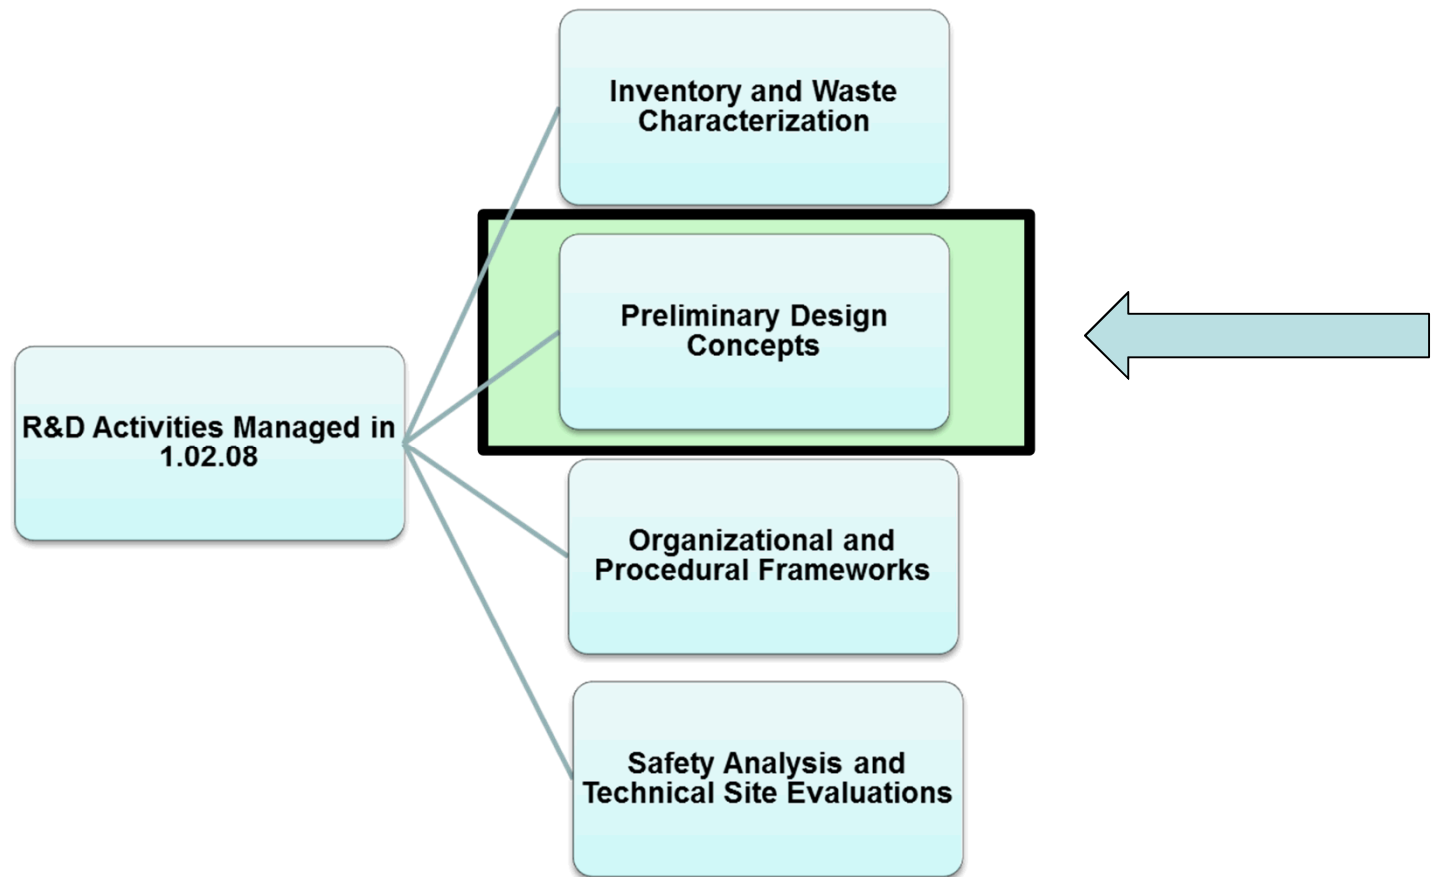 Inventory and Waste
Characterization
Preliminary Design
Concepts
R&D Activities Managed in
1.02.08
Organizational and
Procedural Frameworks
Safety Analysis and
Technical Site Evaluations